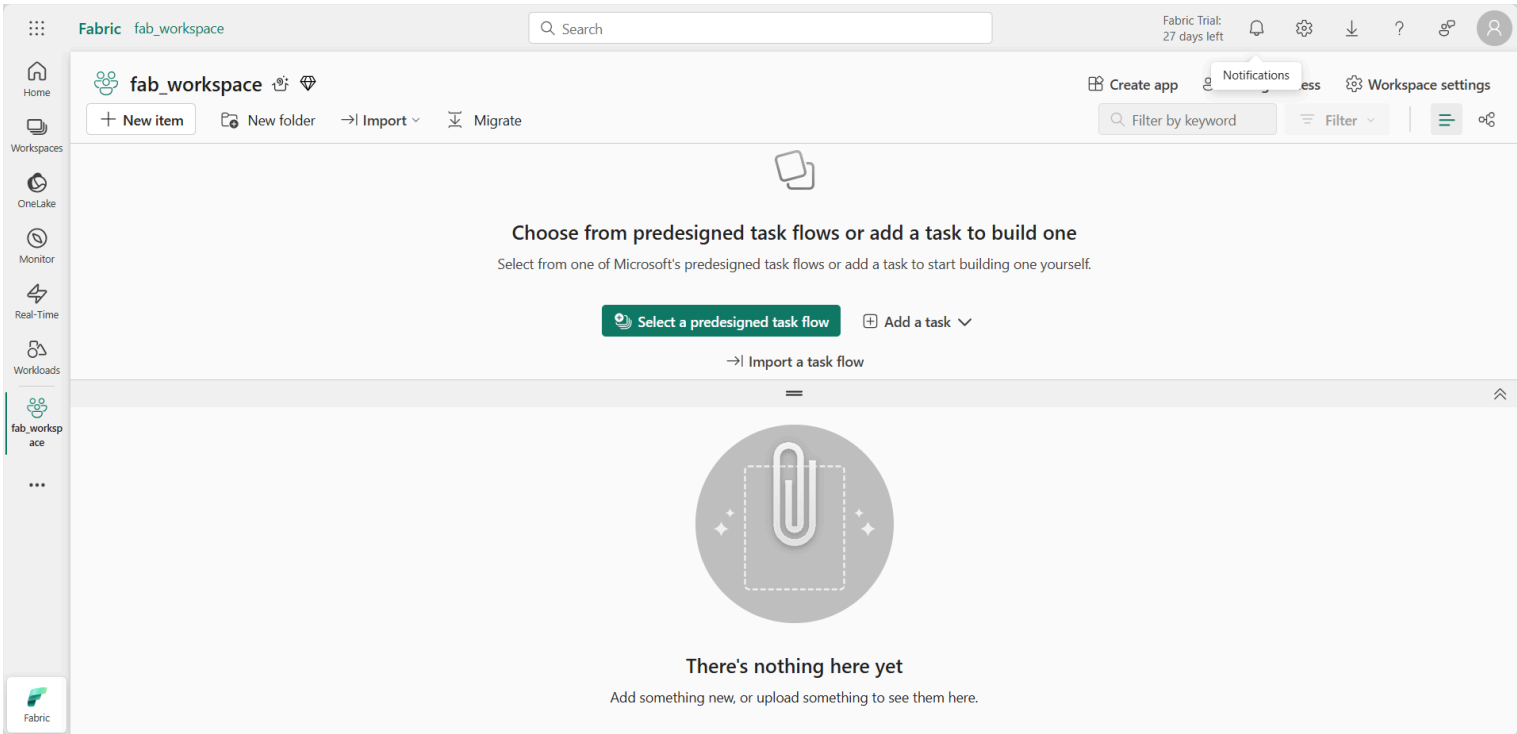 Fabric fab_workspace
Search
Fabric Trial:
27 days left
Home
Workspaces
OneLake
Monitor
Real-Time
Workloads
fab_worksp
ace
Fabric
fab_workspace
Create app
Notifications
ess
Workspace settings
New item
New folder
Import
Migrate
Filter by keyword
Filter
Choose from predesigned task flows or add a task to build one
Select from one of Microsoft's predesigned task flows or add a task to start building one yourself.
Select a predesigned task flow
Add a task
Import a task flow
There's nothing here yet
Add something new, or upload something to see them here.